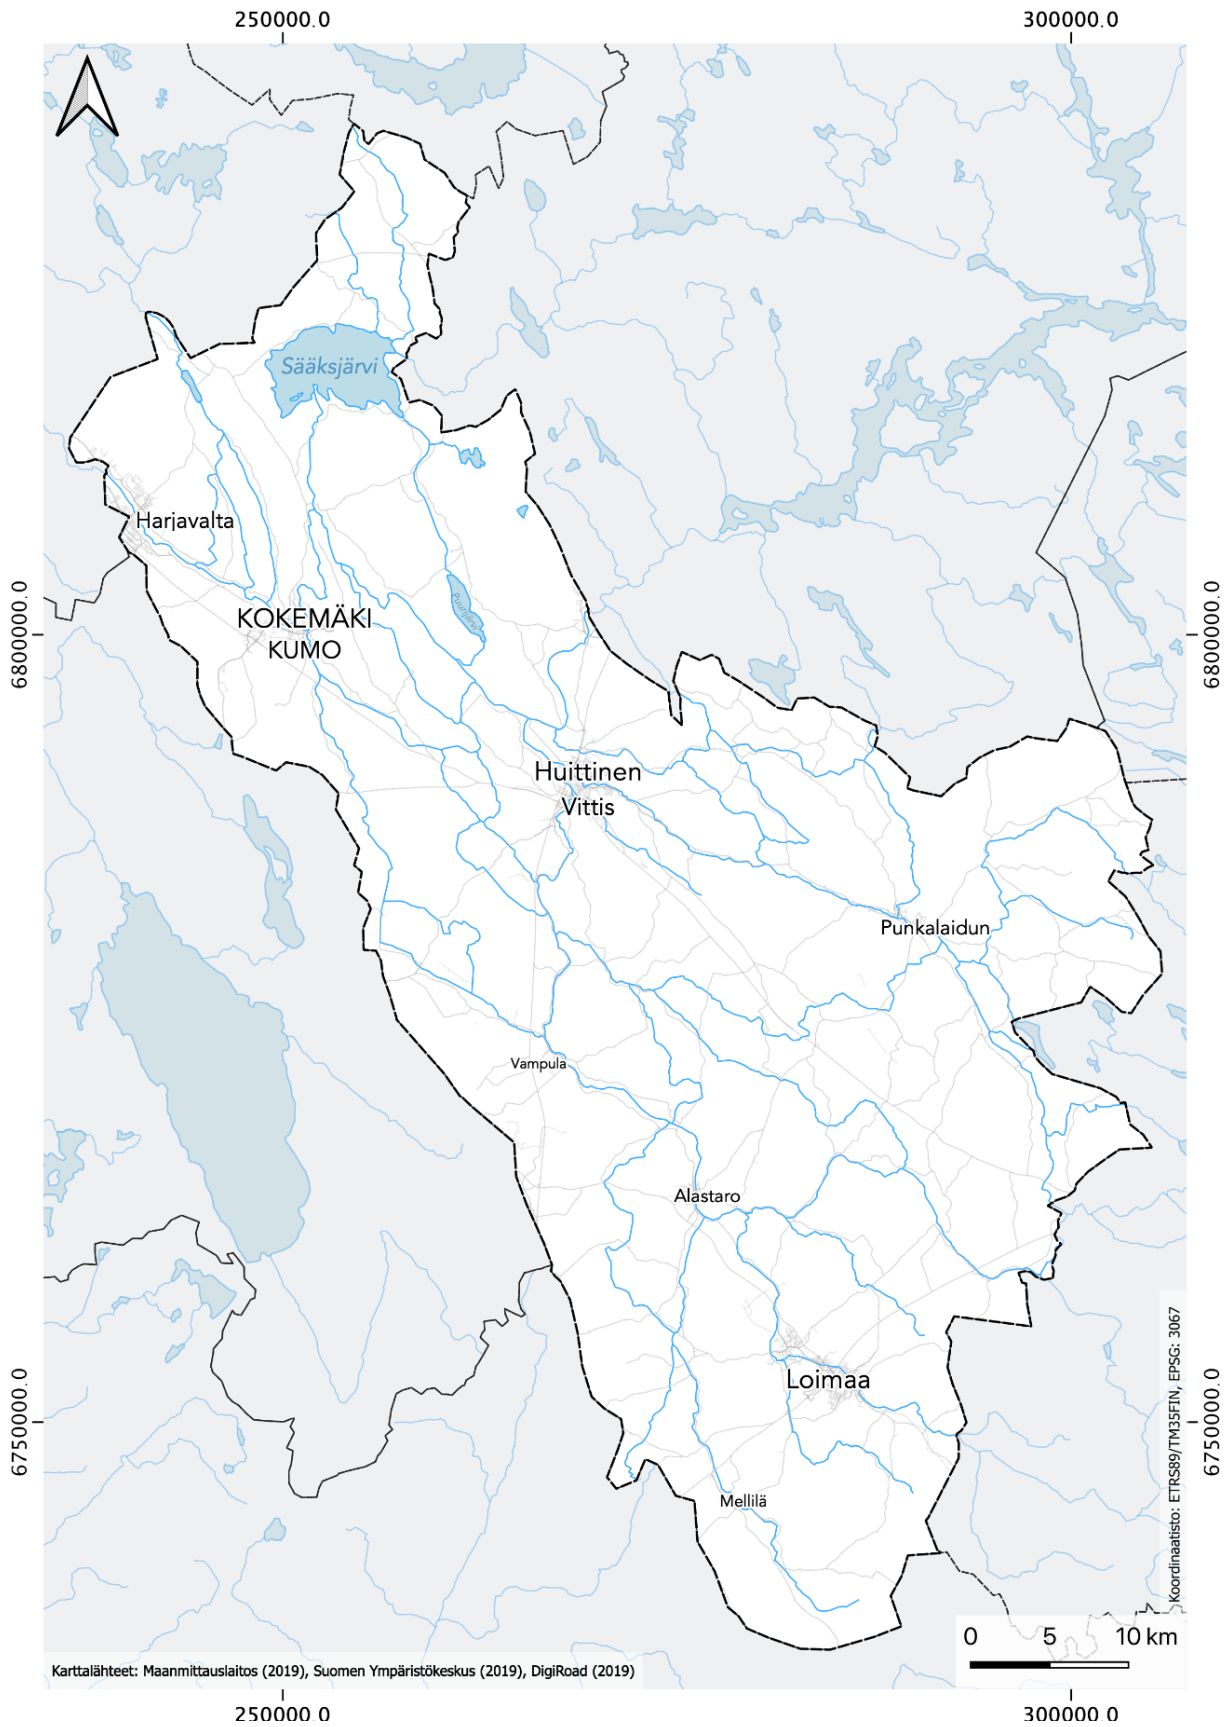 250000.0
300000.0
Sääksjärvi
Harjavalta
6800000.0
6800000.0
KOKEMÄKI
KUMO
Puurijärvi
Huittinen
Vittis
Punkalaidun
Vampula
Alastaro
Loimaa
Mellilä
6750000.0
6750000.0
Koordinaatisto: ETRS89/TM35FIN, EPSG: 3067
0 5 10 km
Karttalähteet: Maanmittauslaitos (2019), Suomen Ympäristökeskus (2019), DigiRoad (2019)
250000.0
300000.0